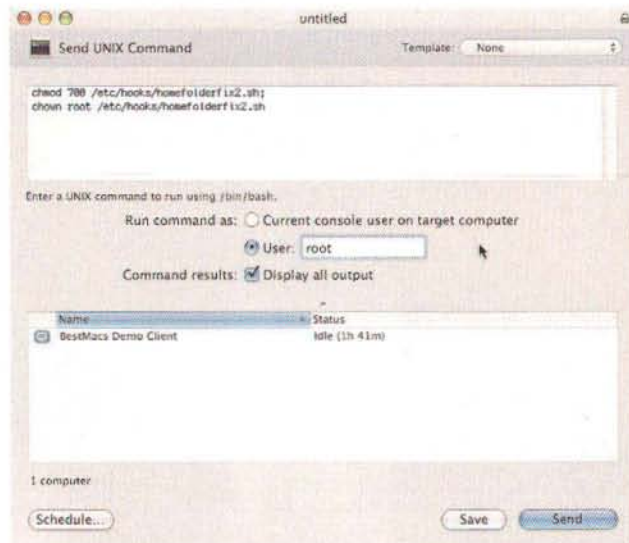 untitled
Send UNIX Command
Template: None
chmod 700 /etc/hooks/homefolderfix2.sh;
chown root /etc/hooks/homefolderfix2.sh
Enter a UNIX command to run using /bin/bash.
Run command as: Current console user on target computer
User: root
Command results: Display all output
Name Status
BestMacs Demo Client Idle (1h 41m)
1 computer
Schedule... Save Send